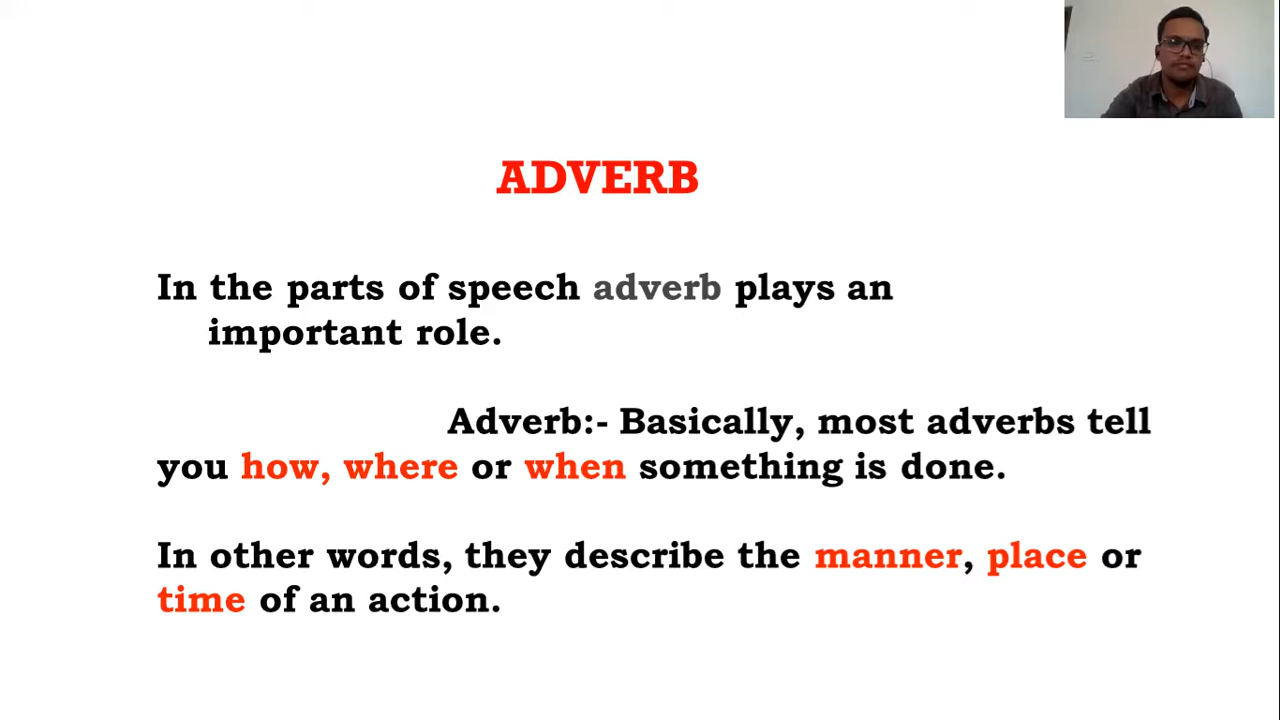 ADVERB
In the parts of speech adverb plays an
important role.
Adverb:- Basically, most adverbs tell
you how, where or when something is done.
In other words, they describe the manner, place or
time of an action.